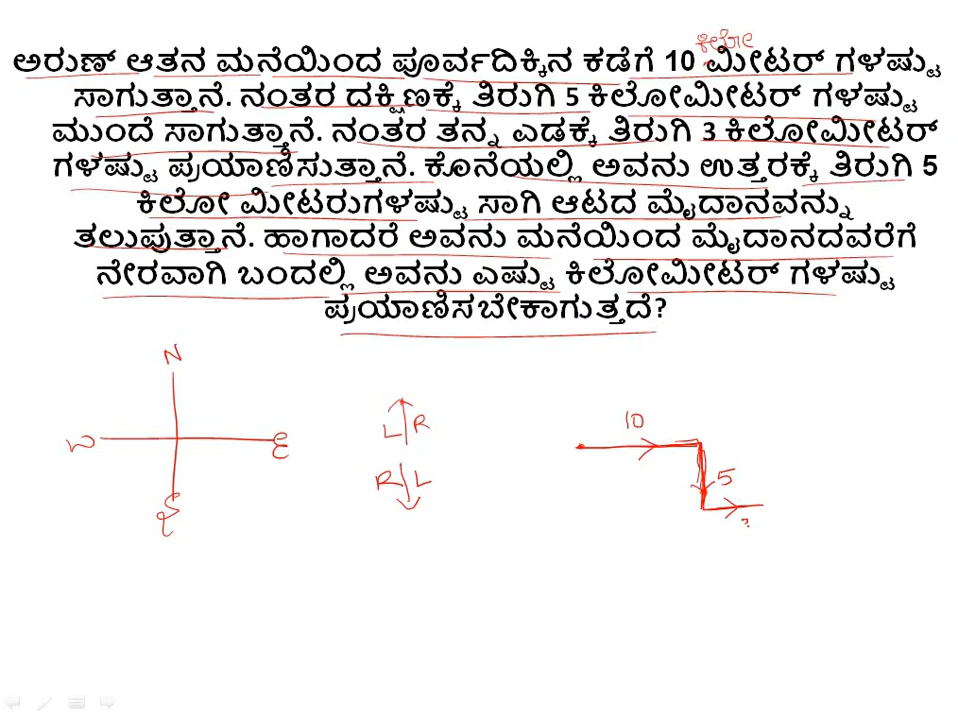 ಕಿಲೋ
ಅರುಣ್ ಆತನ ಮನೆಯಿಂದ ಪೂರ್ವದಿಕ್ಕಿನ ಕಡೆಗೆ 10 ಮೀಟರ್ ಗಳಷ್ಟು
ಸಾಗುತ್ತಾನೆ. ನಂತರ ದಕ್ಷಿಣಕ್ಕೆ ತಿರುಗಿ 5 ಕಿಲೋಮೀಟರ್ ಗಳಷ್ಟು
ಮುಂದೆ ಸಾಗುತ್ತಾನೆ. ನಂತರ ತನ್ನ ಎಡಕ್ಕೆ ತಿರುಗಿ 3 ಕಿಲೋಮೀಟರ್
ಗಳಷ್ಟು ಪ್ರಯಾಣಿಸುತ್ತಾನೆ. ಕೊನೆಯಲ್ಲಿ ಅವನು ಉತ್ತರಕ್ಕೆ ತಿರುಗಿ 5
ಕಿಲೋ ಮೀಟರುಗಳಷ್ಟು ಸಾಗಿ ಆಟದ ಮೈದಾನವನ್ನು
ತಲುಪುತ್ತಾನೆ. ಹಾಗಾದರೆ ಅವನು ಮನೆಯಿಂದ ಮೈದಾನದವರೆಗೆ
ನೇರವಾಗಿ ಬಂದಲ್ಲಿ ಅವನು ಎಷ್ಟು ಕಿಲೋಮೀಟರ್ ಗಳಷ್ಟು
ಪ್ರಯಾಣಿಸಬೇಕಾಗುತ್ತದೆ?
N
W E
S
L R
R L
10
5